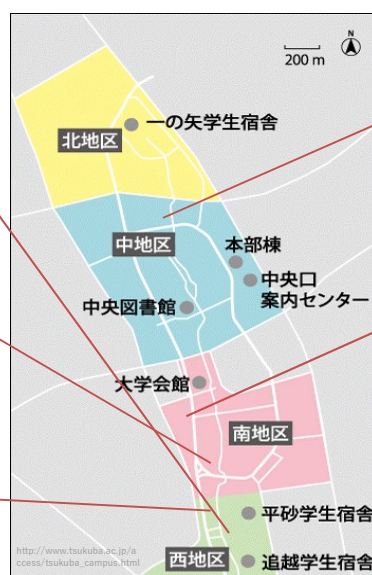 N
200 m
一の矢学生宿舎
北地区
中地区
本部棟
中央口
案内センター
中央図書館
大学会館
南地区
平砂学生宿舎
西地区
追越学生宿舎
http://www.tsukuba.ac.jp/a
ccess/tsukuba_campus.html